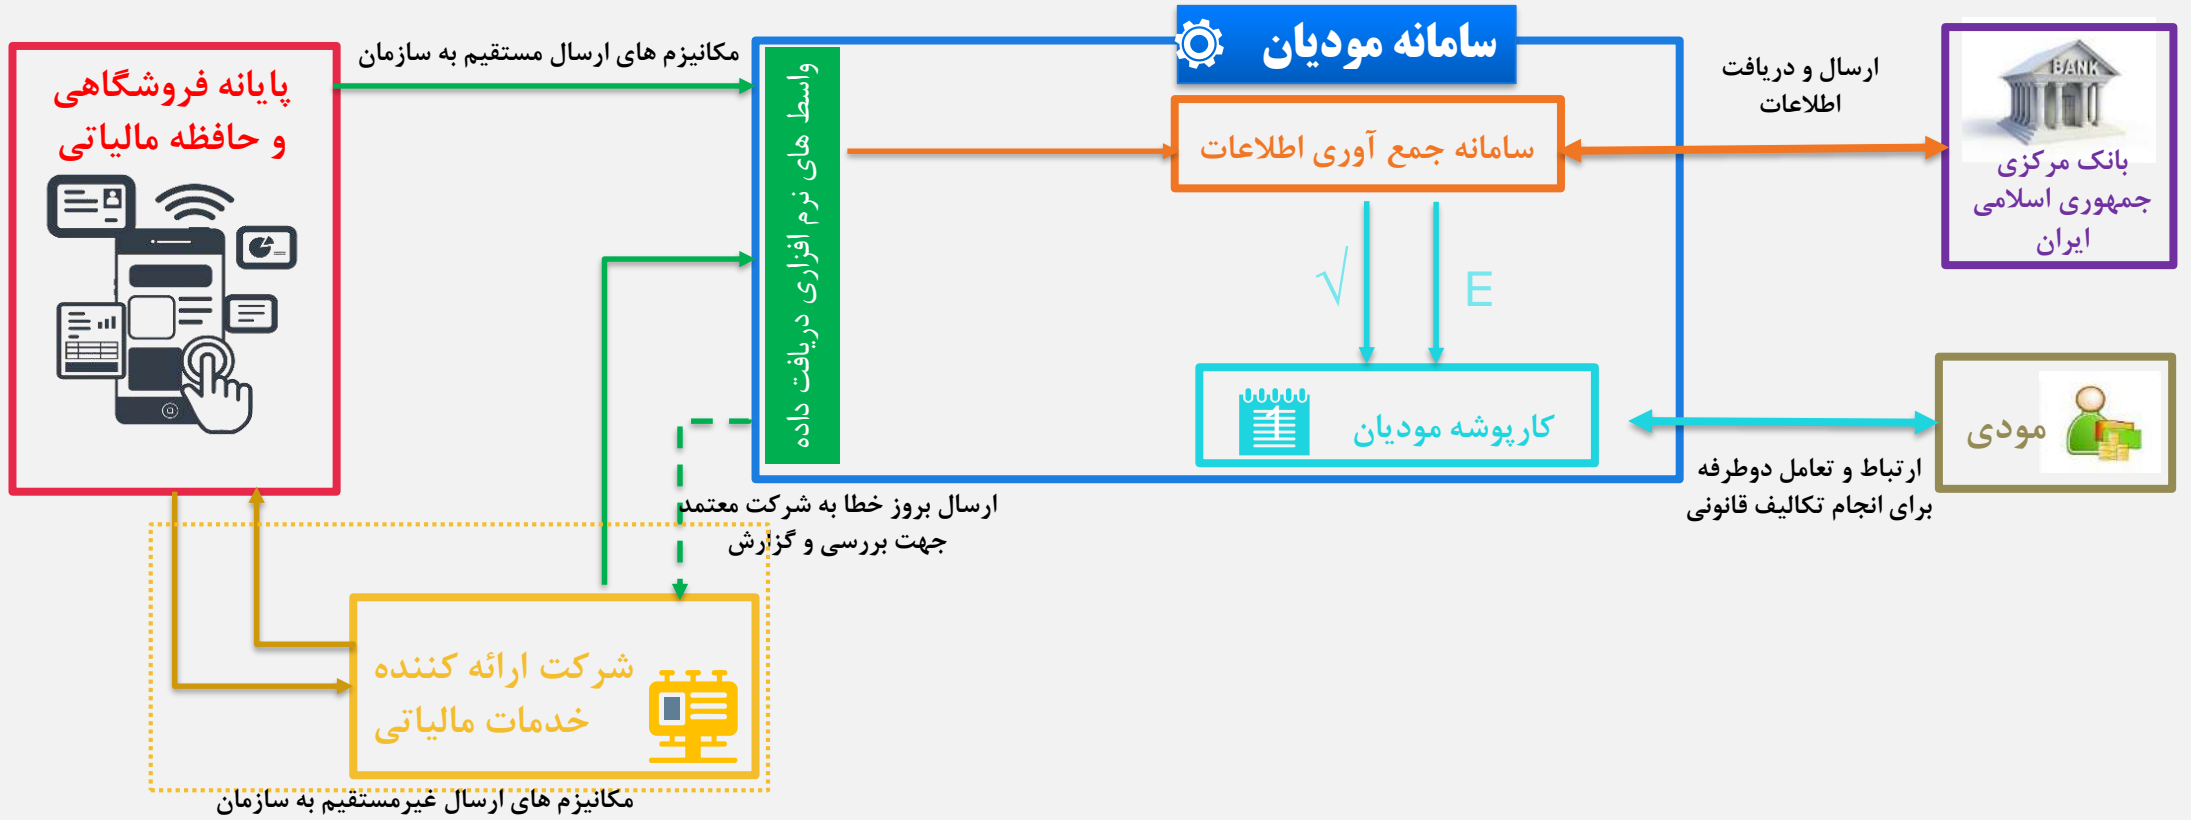 سامانه مودیان
ارسال و دریافت
اطلاعات
BANK
بانک مرکزی
جمهوری اسلامی
ایران
مکانیزم های ارسال مستقیم به سازمان
پایانه فروشگاهی
و حافظه مالیاتی
واسط های نرم افزاری دریافت داده
سامانه جمع آوری اطلاعات
√
E
کارپوشه مودیان
1
مودی
ارتباط و تعامل دوطرفه
برای انجام تکالیف قانونی
ارسال بروز خطا به شرکت معتمد
جهت بررسی و گزارش
شرکت ارائه کننده
خدمات مالیاتی
مکانیزم های ارسال غیرمستقیم به سازمان